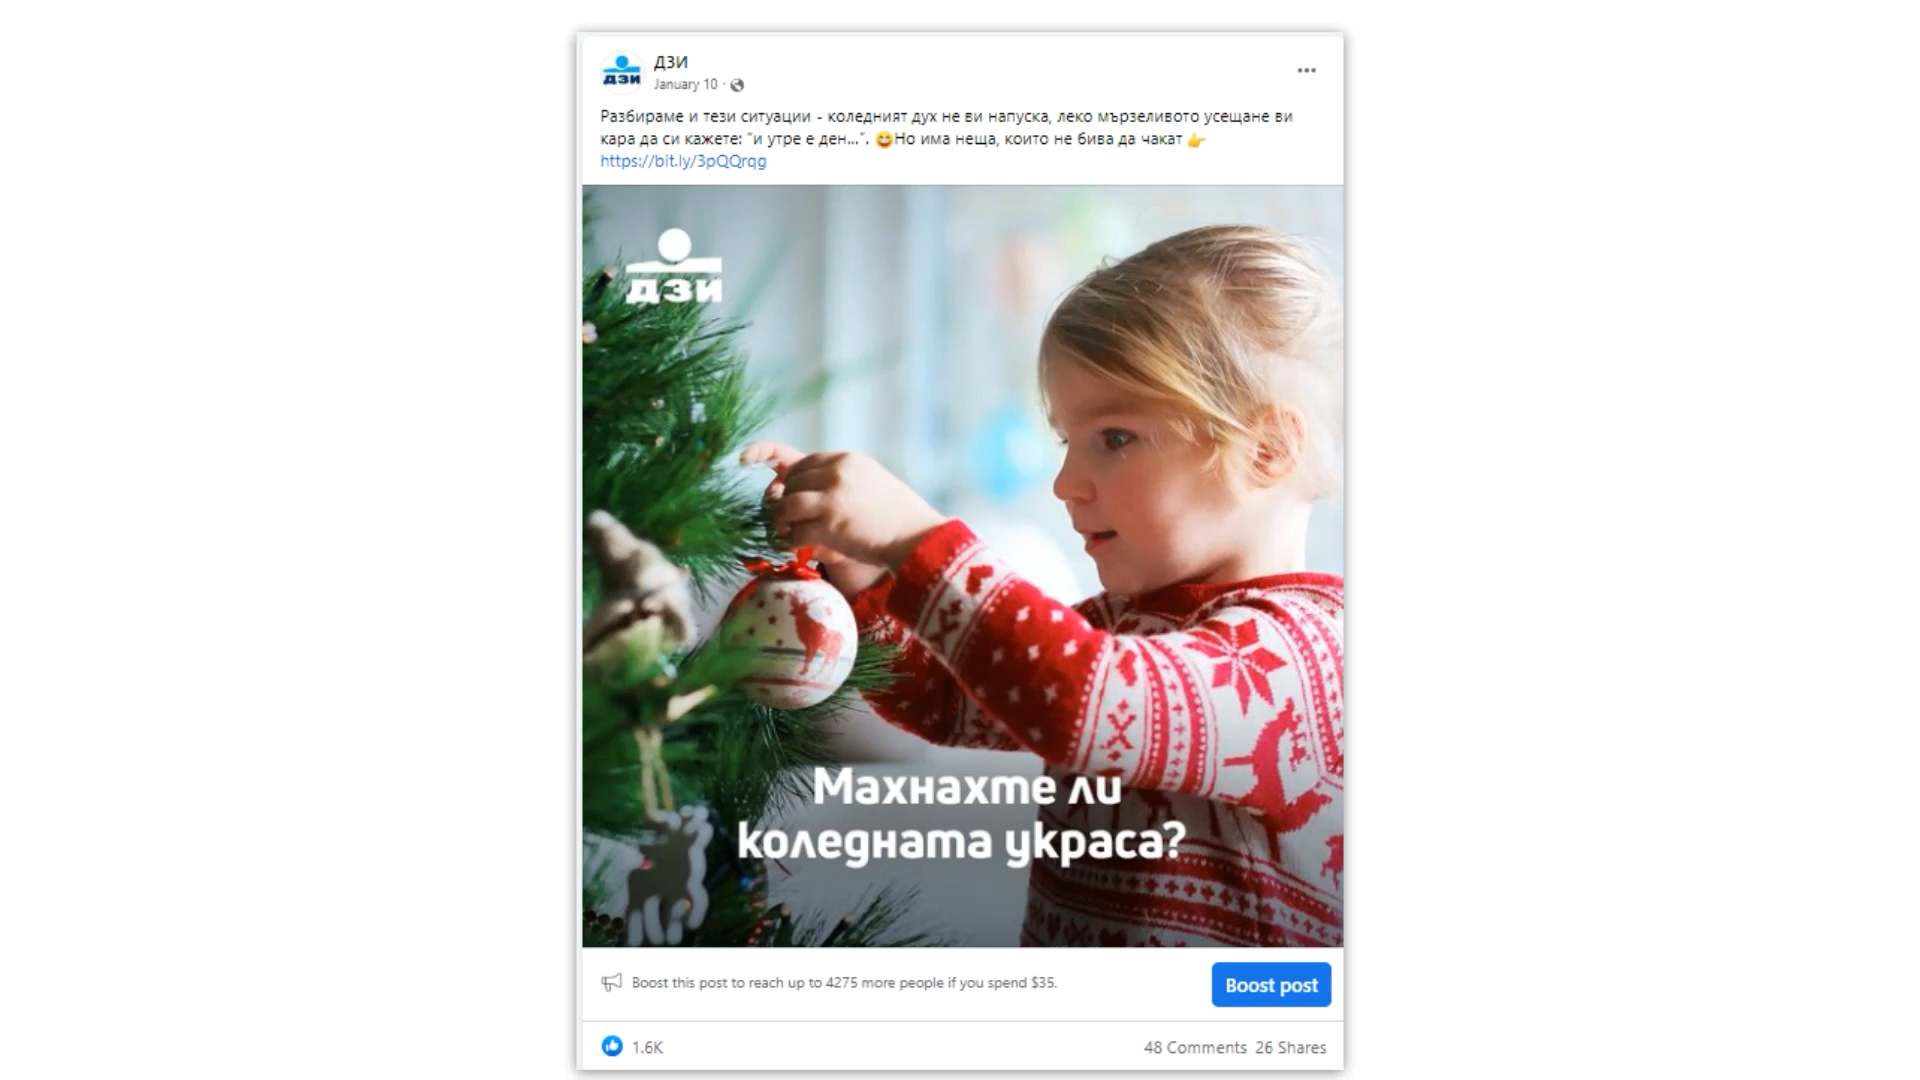 ДЗИ
ДЗИ
January 10 ·
Разбираме и тези ситуации - коледният дух не ви напуска, леко мързеливото усещане ви
кара да си кажете: “и утре е ден...”. 😄Но има неща, които не бива да чакат 👉
https://bit.ly/3pQQrqg
ДЗИ
Махнахте ли
коледната украса?
Boost this post to reach up to 4275 more people if you spend $35.
Boost post
1.6K
48 Comments 26 Shares